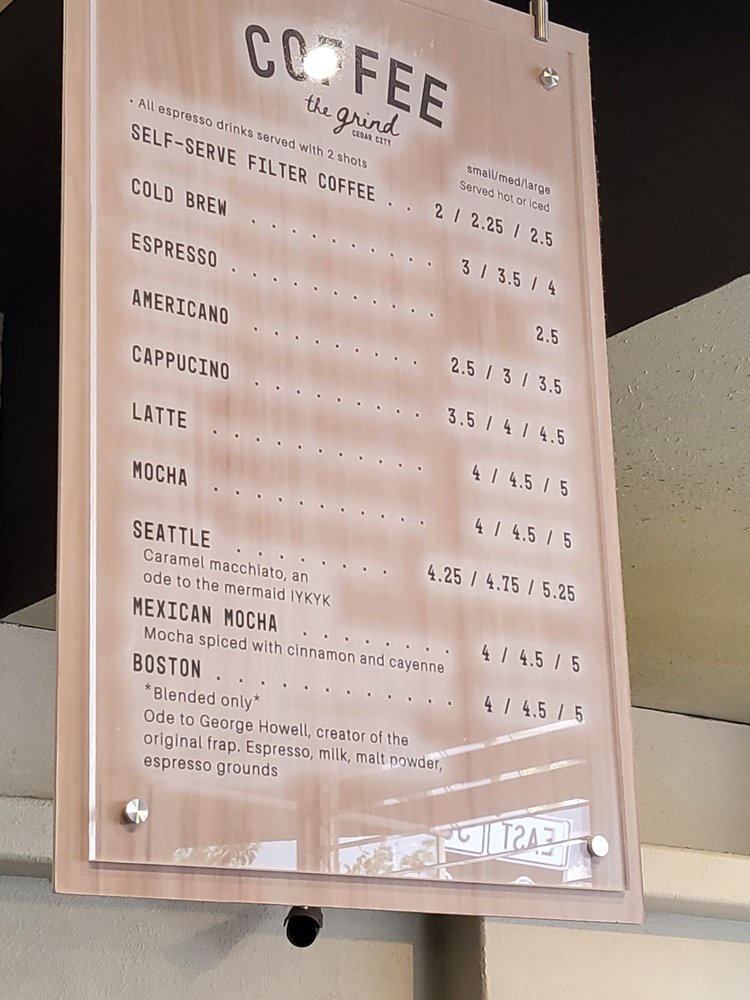 COFFEE
the grind
CEDAR CITY
• All espresso drinks served with 2 shots
small/med/large
Served hot or iced
SELF-SERVE FILTER COFFEE . . 2 / 2.25 / 2.5
COLD BREW . . . . . . . . . . 3 / 3.5 / 4
ESPRESSO . . . . . . . . . . . 2.5
AMERICANO . . . . . . . . . 2.5 / 3 / 3.5
CAPPUCINO . . . . . . . . . 3.5 / 4 / 4.5
LATTE . . . . . . . . . . . 4 / 4.5 / 5
MOCHA . . . . . . . . . . . 4 / 4.5 / 5
SEATTLE . . . . . . . . 4.25 / 4.75 / 5.25
Caramel macchiato, an
ode to the mermaid IYKYK
MEXICAN MOCHA . . . . . . . . 4 / 4.5 / 5
Mocha spiced with cinnamon and cayenne
BOSTON . . . . . . . . . . . . 4 / 4.5 / 5
*Blended only*
Ode to George Howell, creator of the
original frap. Espresso, milk, malt powder,
espresso grounds
EAST